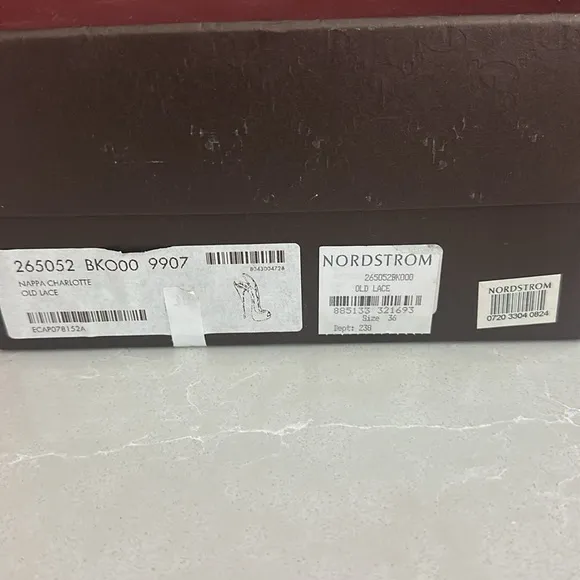 265052 BKO00 9907
NAPPA CHARLOTTE
OLD LACE
ECAP078152A
NORDSTROM
265052BKO00
OLD LACE
885133 321693
Size 36
Dept: 238
NORDSTROM
0720 3304 0824